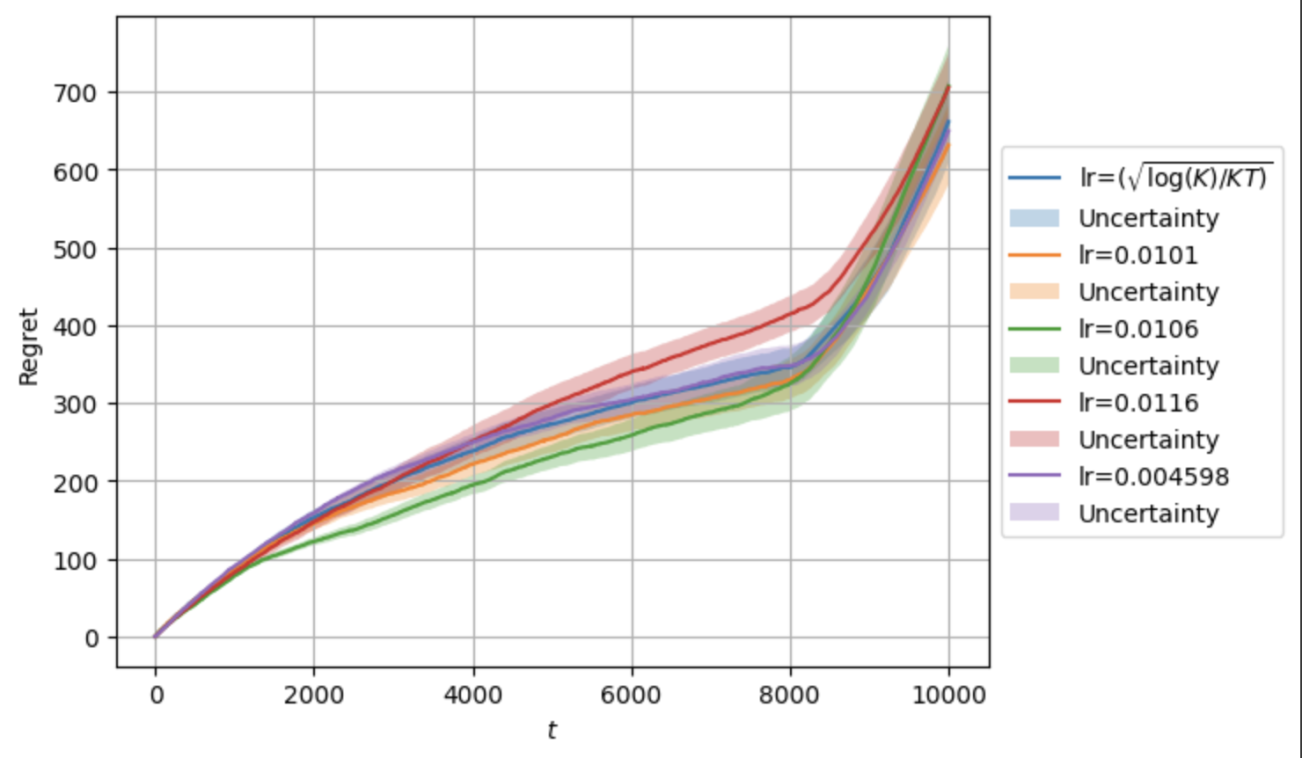 700
600
500
400
300
200
100
0
Regret
0 2000 4000 6000 8000 10000
t
lr=(√log(K)/KT)
Uncertainty
lr=0.0101
Uncertainty
lr=0.0106
Uncertainty
lr=0.0116
Uncertainty
lr=0.004598
Uncertainty